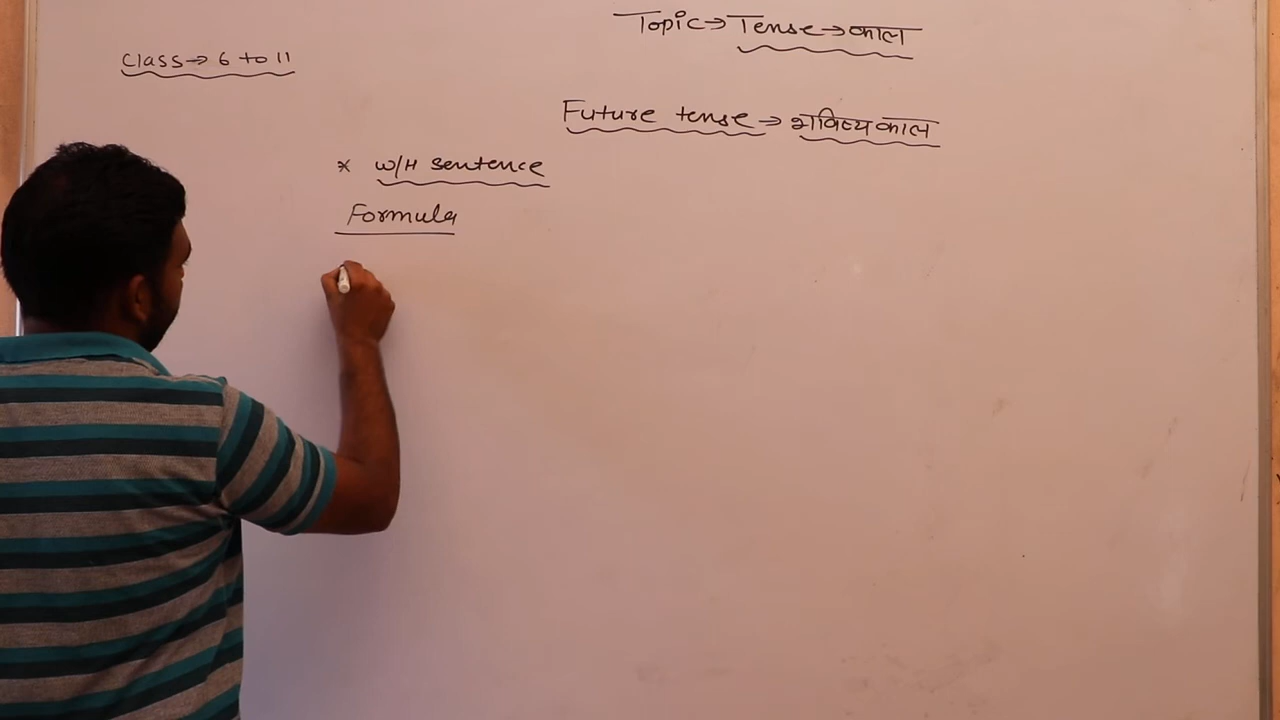 Topic → Tense → काल
Class → 6 to 11
Future tense → भविष्य काल
* W/H sentence
Formula